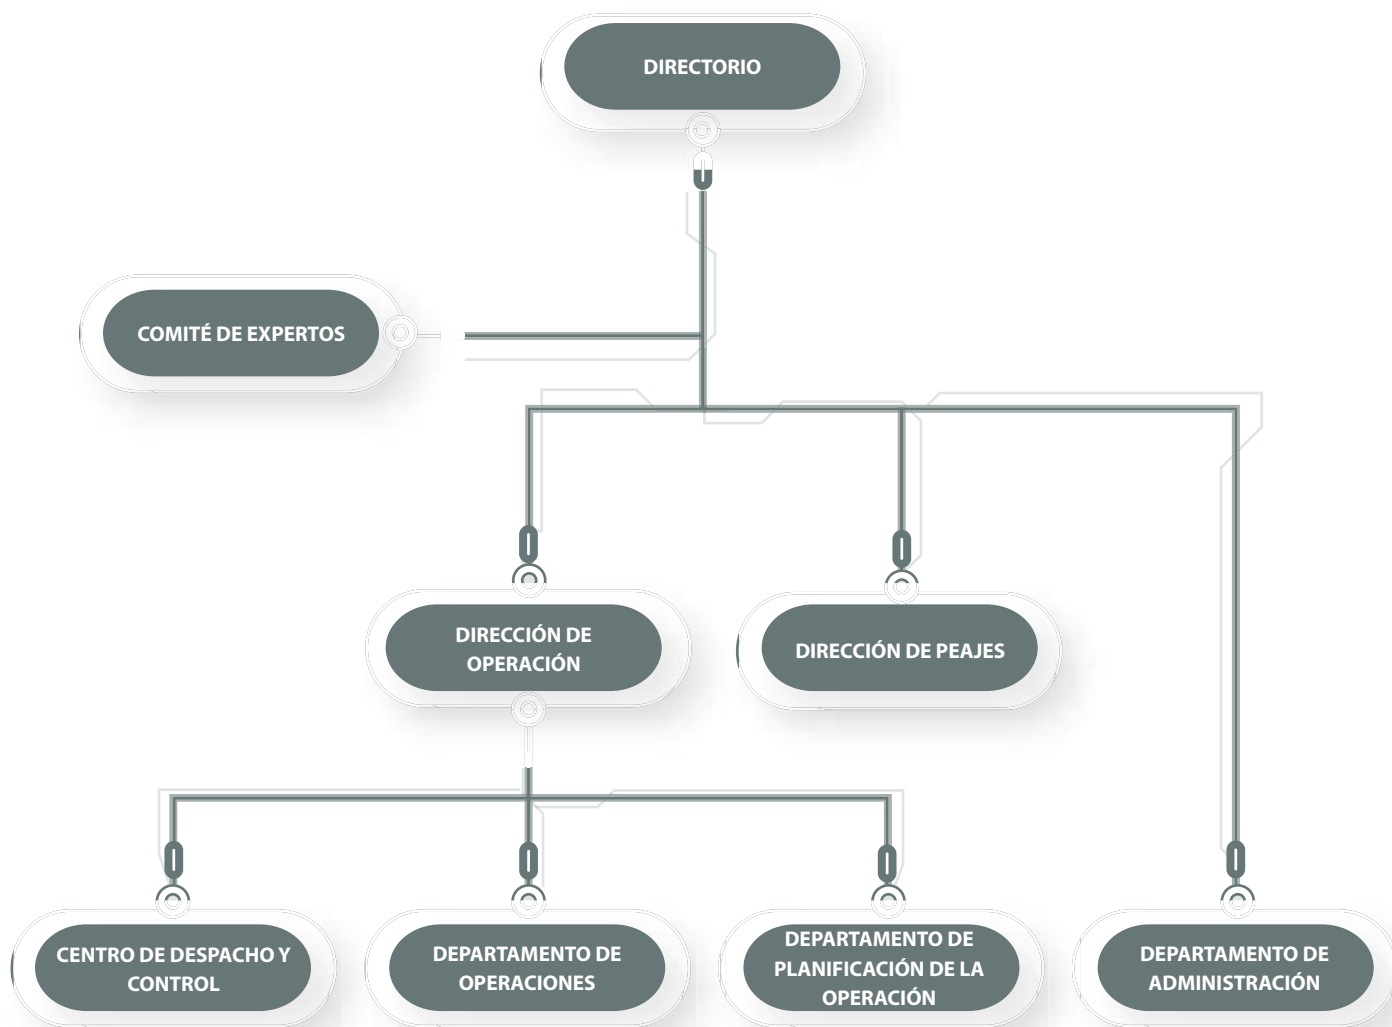 DIRECTORIO
COMITÉ DE EXPERTOS
DIRECCIÓN DE
OPERACIÓN
DIRECCIÓN DE PEAJES
CENTRO DE DESPACHO Y
CONTROL
DEPARTAMENTO DE
OPERACIONES
DEPARTAMENTO DE
PLANIFICACIÓN DE LA
OPERACIÓN
DEPARTAMENTO DE
ADMINISTRACIÓN